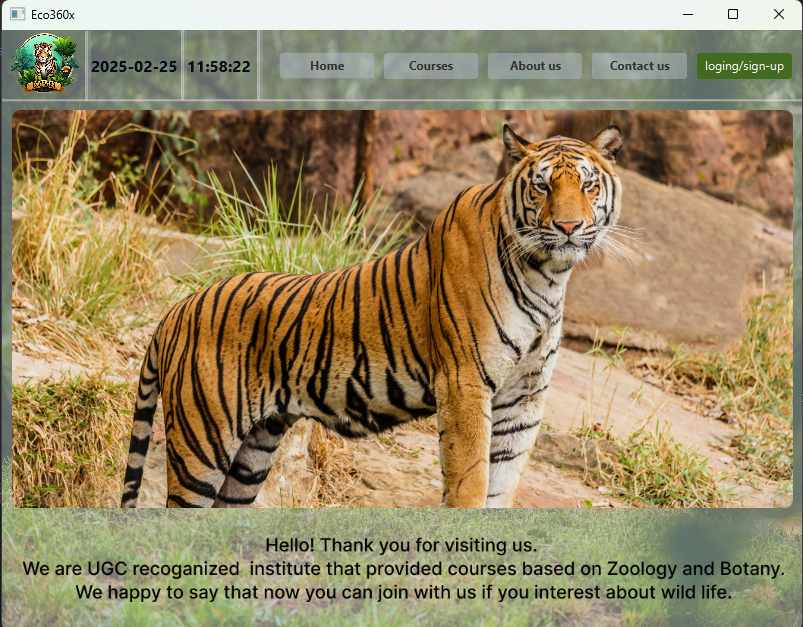 Eco360x
2025-02-25
11:58:22
Home
Courses
About us
Contact us
loging/sign-up
Hello! Thank you for visiting us.
We are UGC recoganized institute that provided courses based on Zoology and Botany.
We happy to say that now you can join with us if you interest about wild life.